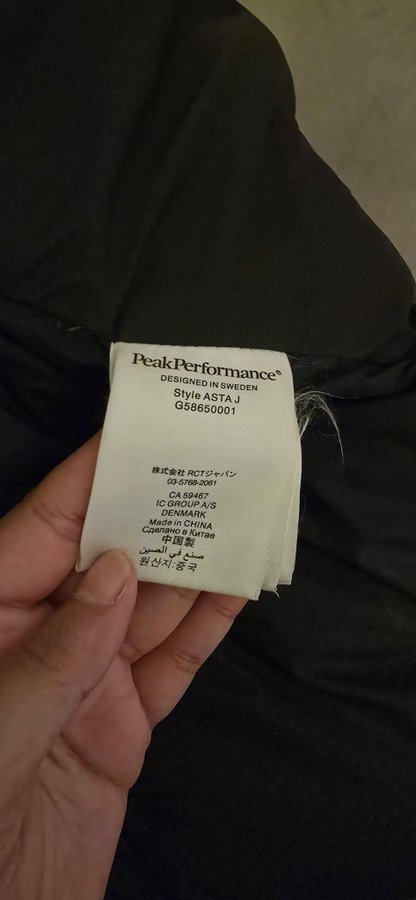 PeakPerformance®
DESIGNED IN SWEDEN
Style ASTA J
G58650001
株式会社 RCTジャパン
03-5768-2061
CA 59467
IC GROUP A/S
DENMARK
Made in CHINA
Сделано в Китае
中国製
صنع في الصين
원산지:중국